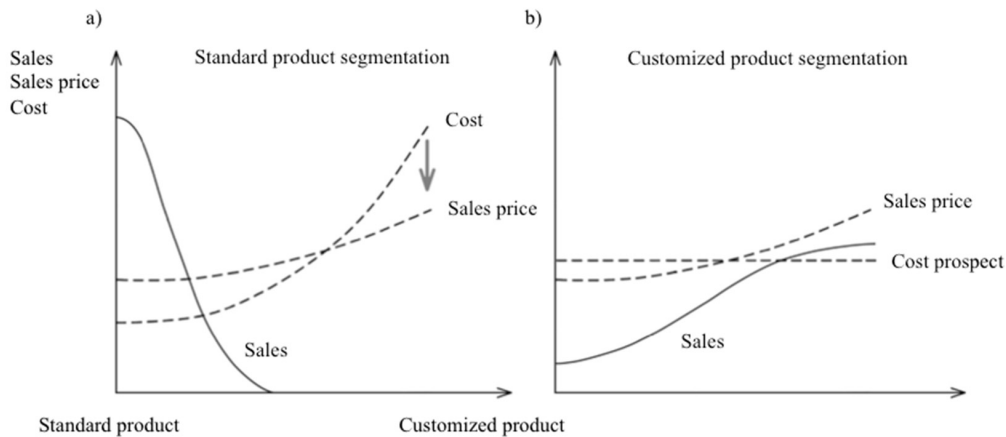 a)
Sales
Sales price
Cost
Standard product segmentation
Cost
Sales price
Sales
Standard product
Customized product
b)
Customized product segmentation
Sales price
Cost prospect
Sales